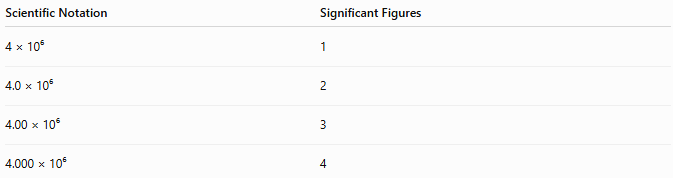 Scientific Notation Significant Figures
4 × 10⁶ 1
4.0 × 10⁶ 2
4.00 × 10⁶ 3
4.000 × 10⁶ 4